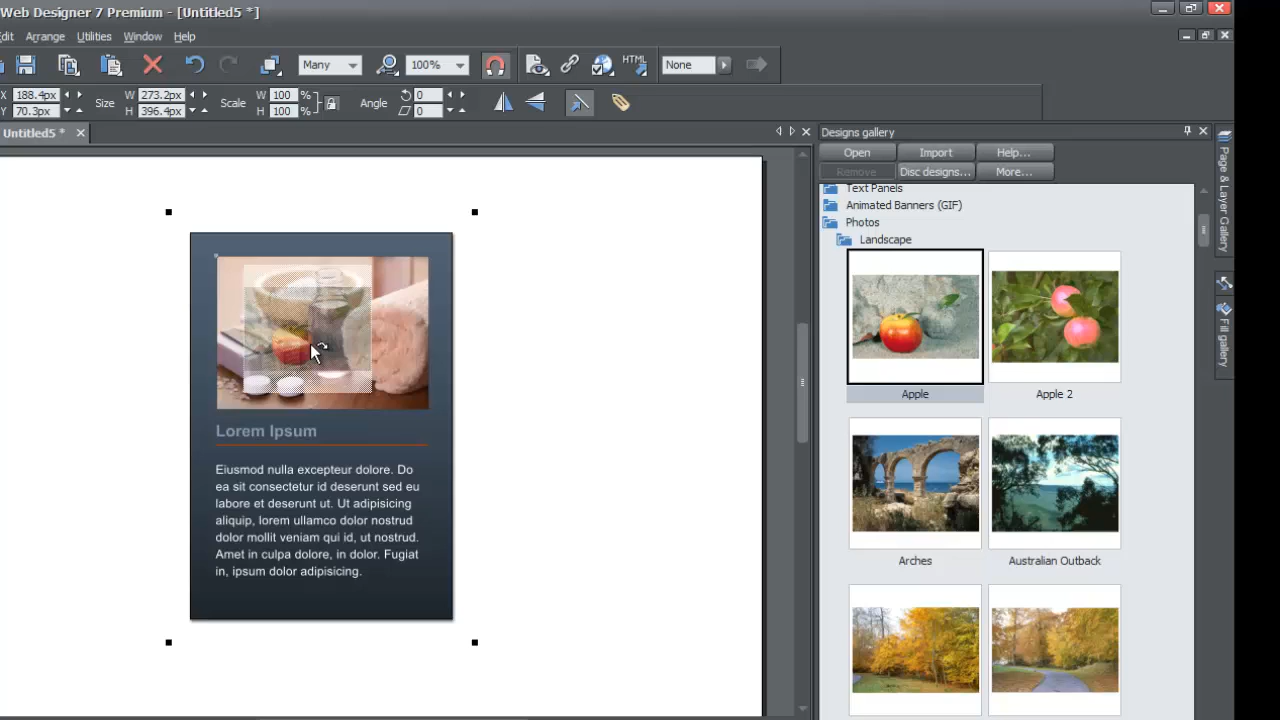 Web Designer 7 Premium - [Untitled5 *]
dit Arrange Utilities Window Help
Many 100% HTML None
X 188.4px W 273.2px W 100 % 0
Size Scale Angle
Y 70.3px H 396.4px H 100 % 0
Untitled5 *
Designs gallery
Open Import Help...
Remove Disc designs... More...
Text Panels
Animated Banners (GIF)
Photos
Landscape
Apple Apple 2
Arches Australian Outback
Page & Layer Gallery
Fill gallery
Lorem Ipsum
Eiusmod nulla excepteur dolore. Do
ea sit consectetur id deserunt sed eu
labore et deserunt ut. Ut adipisicing
aliquip, lorem ullamco dolor nostrud
dolor mollit veniam qui id, ut nostrud.
Amet in culpa dolore, in dolor. Fugiat
in, ipsum dolor adipisicing.